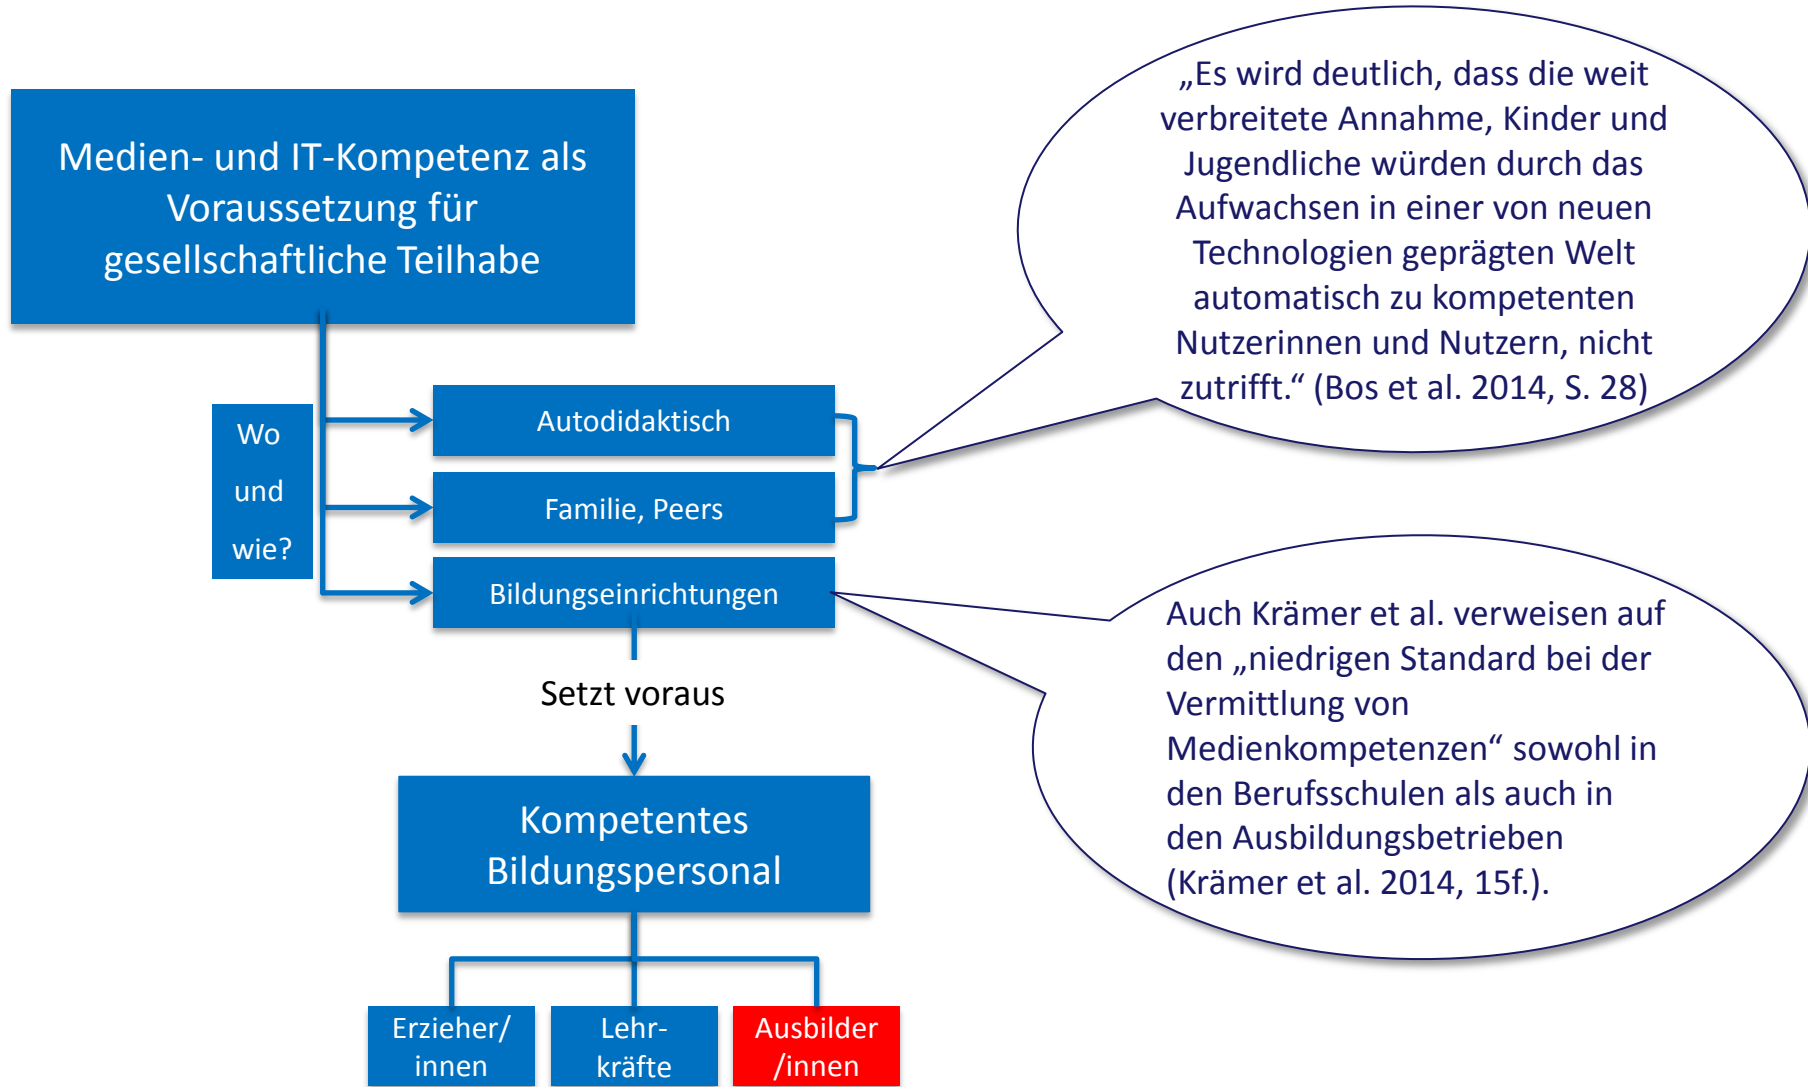 Medien- und IT-Kompetenz als
Voraussetzung für
gesellschaftliche Teilhabe
„Es wird deutlich, dass die weit
verbreitete Annahme, Kinder und
Jugendliche würden durch das
Aufwachsen in einer von neuen
Technologien geprägten Welt
automatisch zu kompetenten
Nutzerinnen und Nutzern, nicht
zutrifft.“ (Bos et al. 2014, S. 28)
Wo
und
wie?
Autodidaktisch
Familie, Peers
Bildungseinrichtungen
Auch Krämer et al. verweisen auf
den „niedrigen Standard bei der
Vermittlung von
Medienkompetenzen“ sowohl in
den Berufsschulen als auch in
den Ausbildungsbetrieben
(Krämer et al. 2014, 15f.).
Setzt voraus
Kompetentes
Bildungspersonal
Erzieher/
innen
Lehr-
kräfte
Ausbilder
/innen